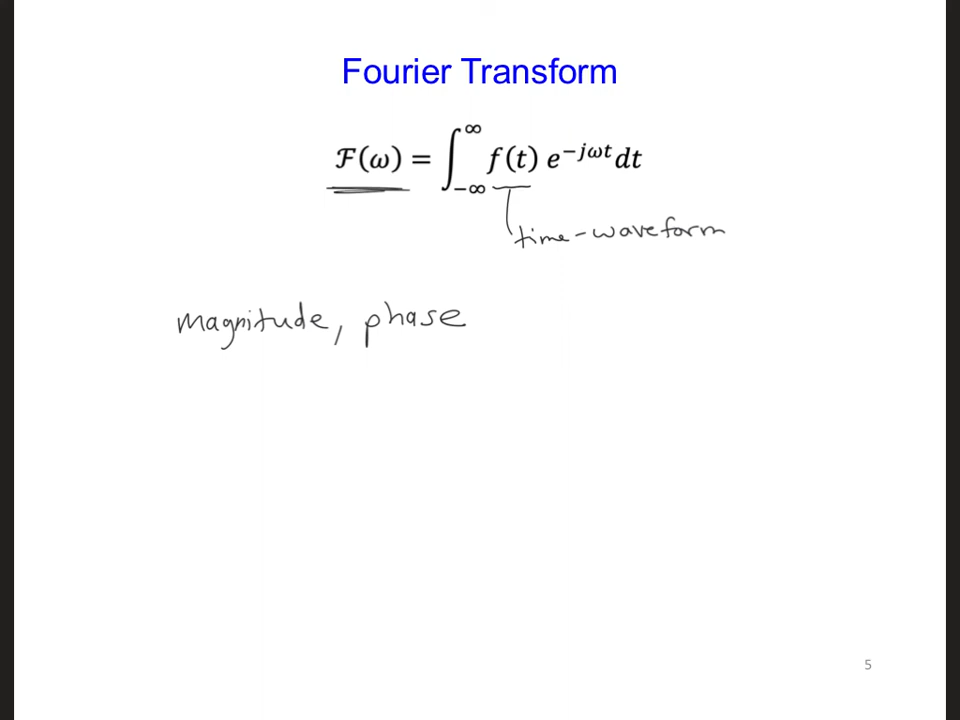 Fourier Transform
ℱ(ω) = ∫_{−∞}^{∞} f(t) e^{−jωt} dt
time-waveform
magnitude, phase
5